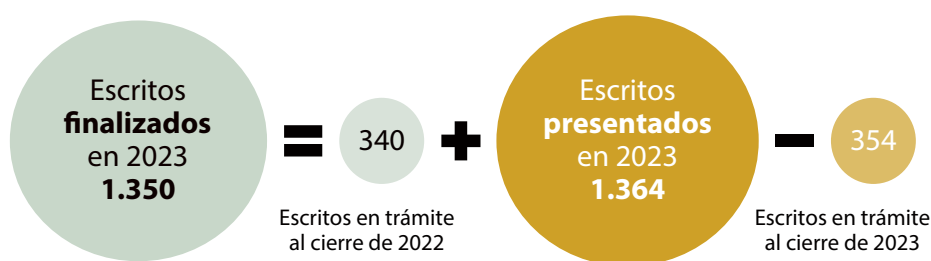 Escritos
finalizados
en 2023
1.350
=
340
Escritos en trámite
al cierre de 2022
+
Escritos
presentados
en 2023
1.364
-
354
Escritos en trámite
al cierre de 2023